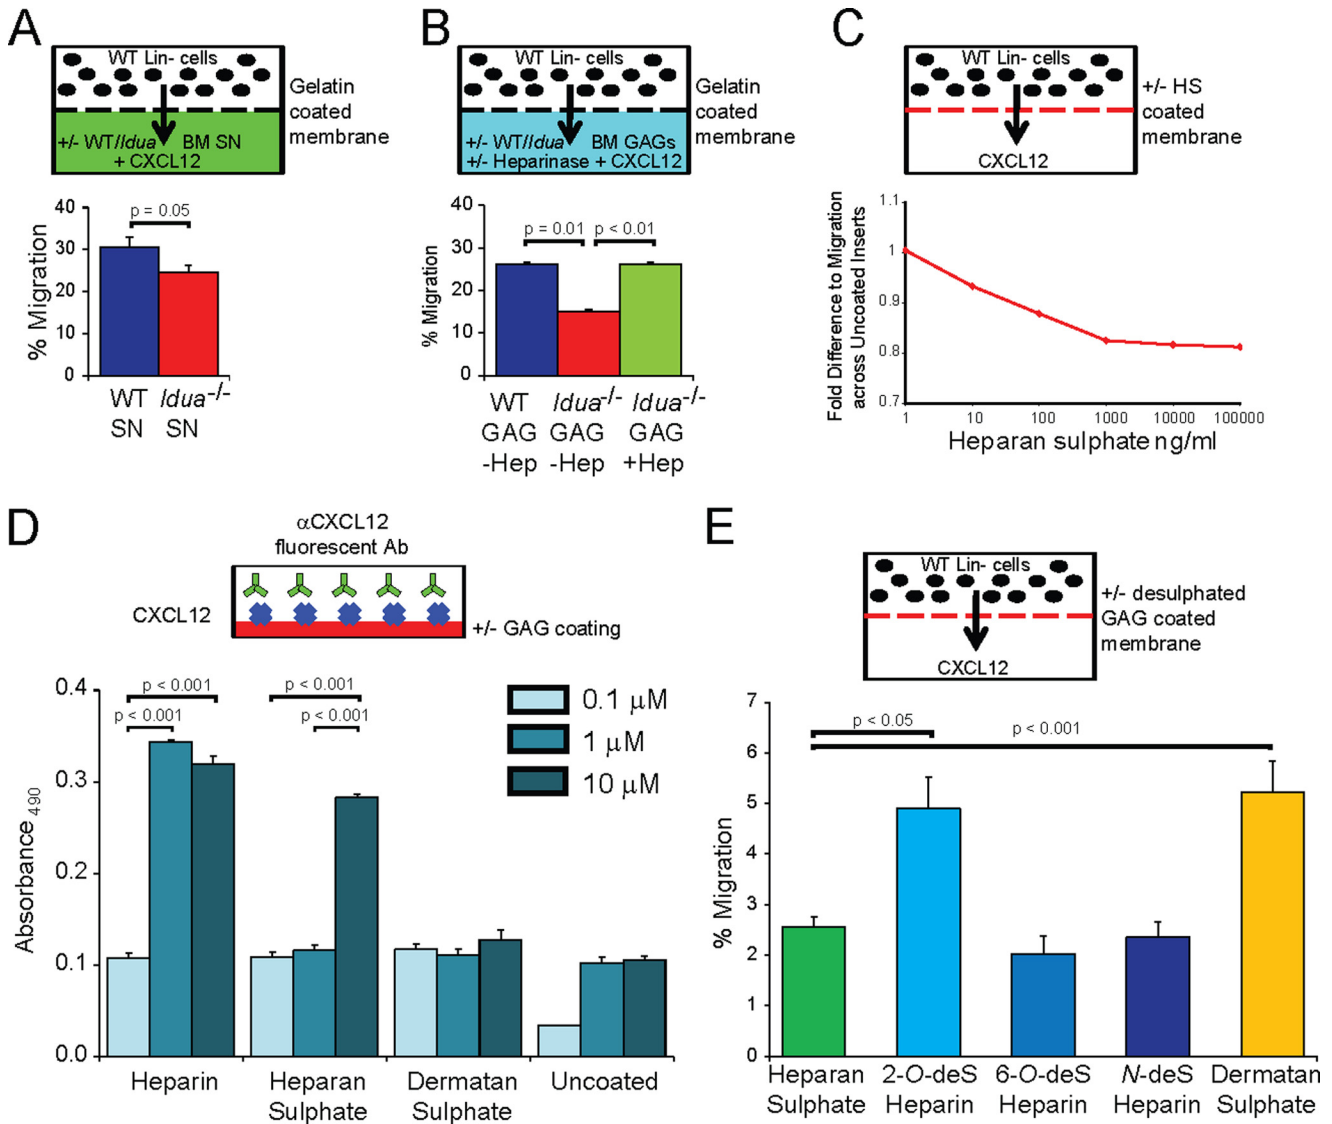 A
WT Lin- cells
+/- WT/Idua BM SN
+ CXCL12
Gelatin
coated
membrane
40
30
20
10
0
% Migration
p = 0.05
WT
SN
Idua-/-
SN
B
WT Lin- cells
+/- WT/Idua BM GAGs
+/- Heparinase + CXCL12
Gelatin
coated
membrane
40
30
20
10
0
% Migration
p = 0.01
p < 0.01
WT
GAG
-Hep
Idua-/-
GAG
-Hep
Idua-/-
GAG
+Hep
C
WT Lin- cells
CXCL12
+/- HS
coated
membrane
Fold Difference to Migration
across Uncoated Inserts
1.1
1
0.9
0.8
0.7
1 10 100 1000 10000 100000
Heparan sulphate ng/ml
D
αCXCL12
fluorescent Ab
CXCL12
+/- GAG coating
0.4
0.3
0.2
0.1
0.0
Absorbance 490
p < 0.001
p < 0.001
p < 0.001
p < 0.001
0.1 μM
1 μM
10 μM
Heparin
Heparan
Sulphate
Dermatan
Sulphate
Uncoated
E
WT Lin- cells
CXCL12
+/- desulphated
GAG coated
membrane
7
6
5
4
3
2
1
0
% Migration
p < 0.05
p < 0.001
Heparan
Sulphate
2-O-deS
Heparin
6-O-deS
Heparin
N-deS
Heparin
Dermatan
Sulphate